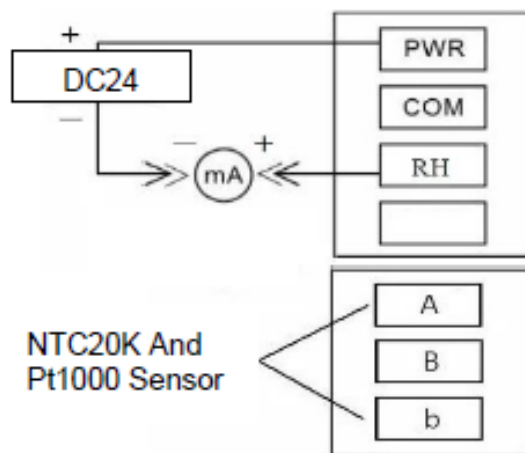 +
DC24
—
PWR
COM
RH
— +
mA
A
B
b
NTC20K And
Pt1000 Sensor